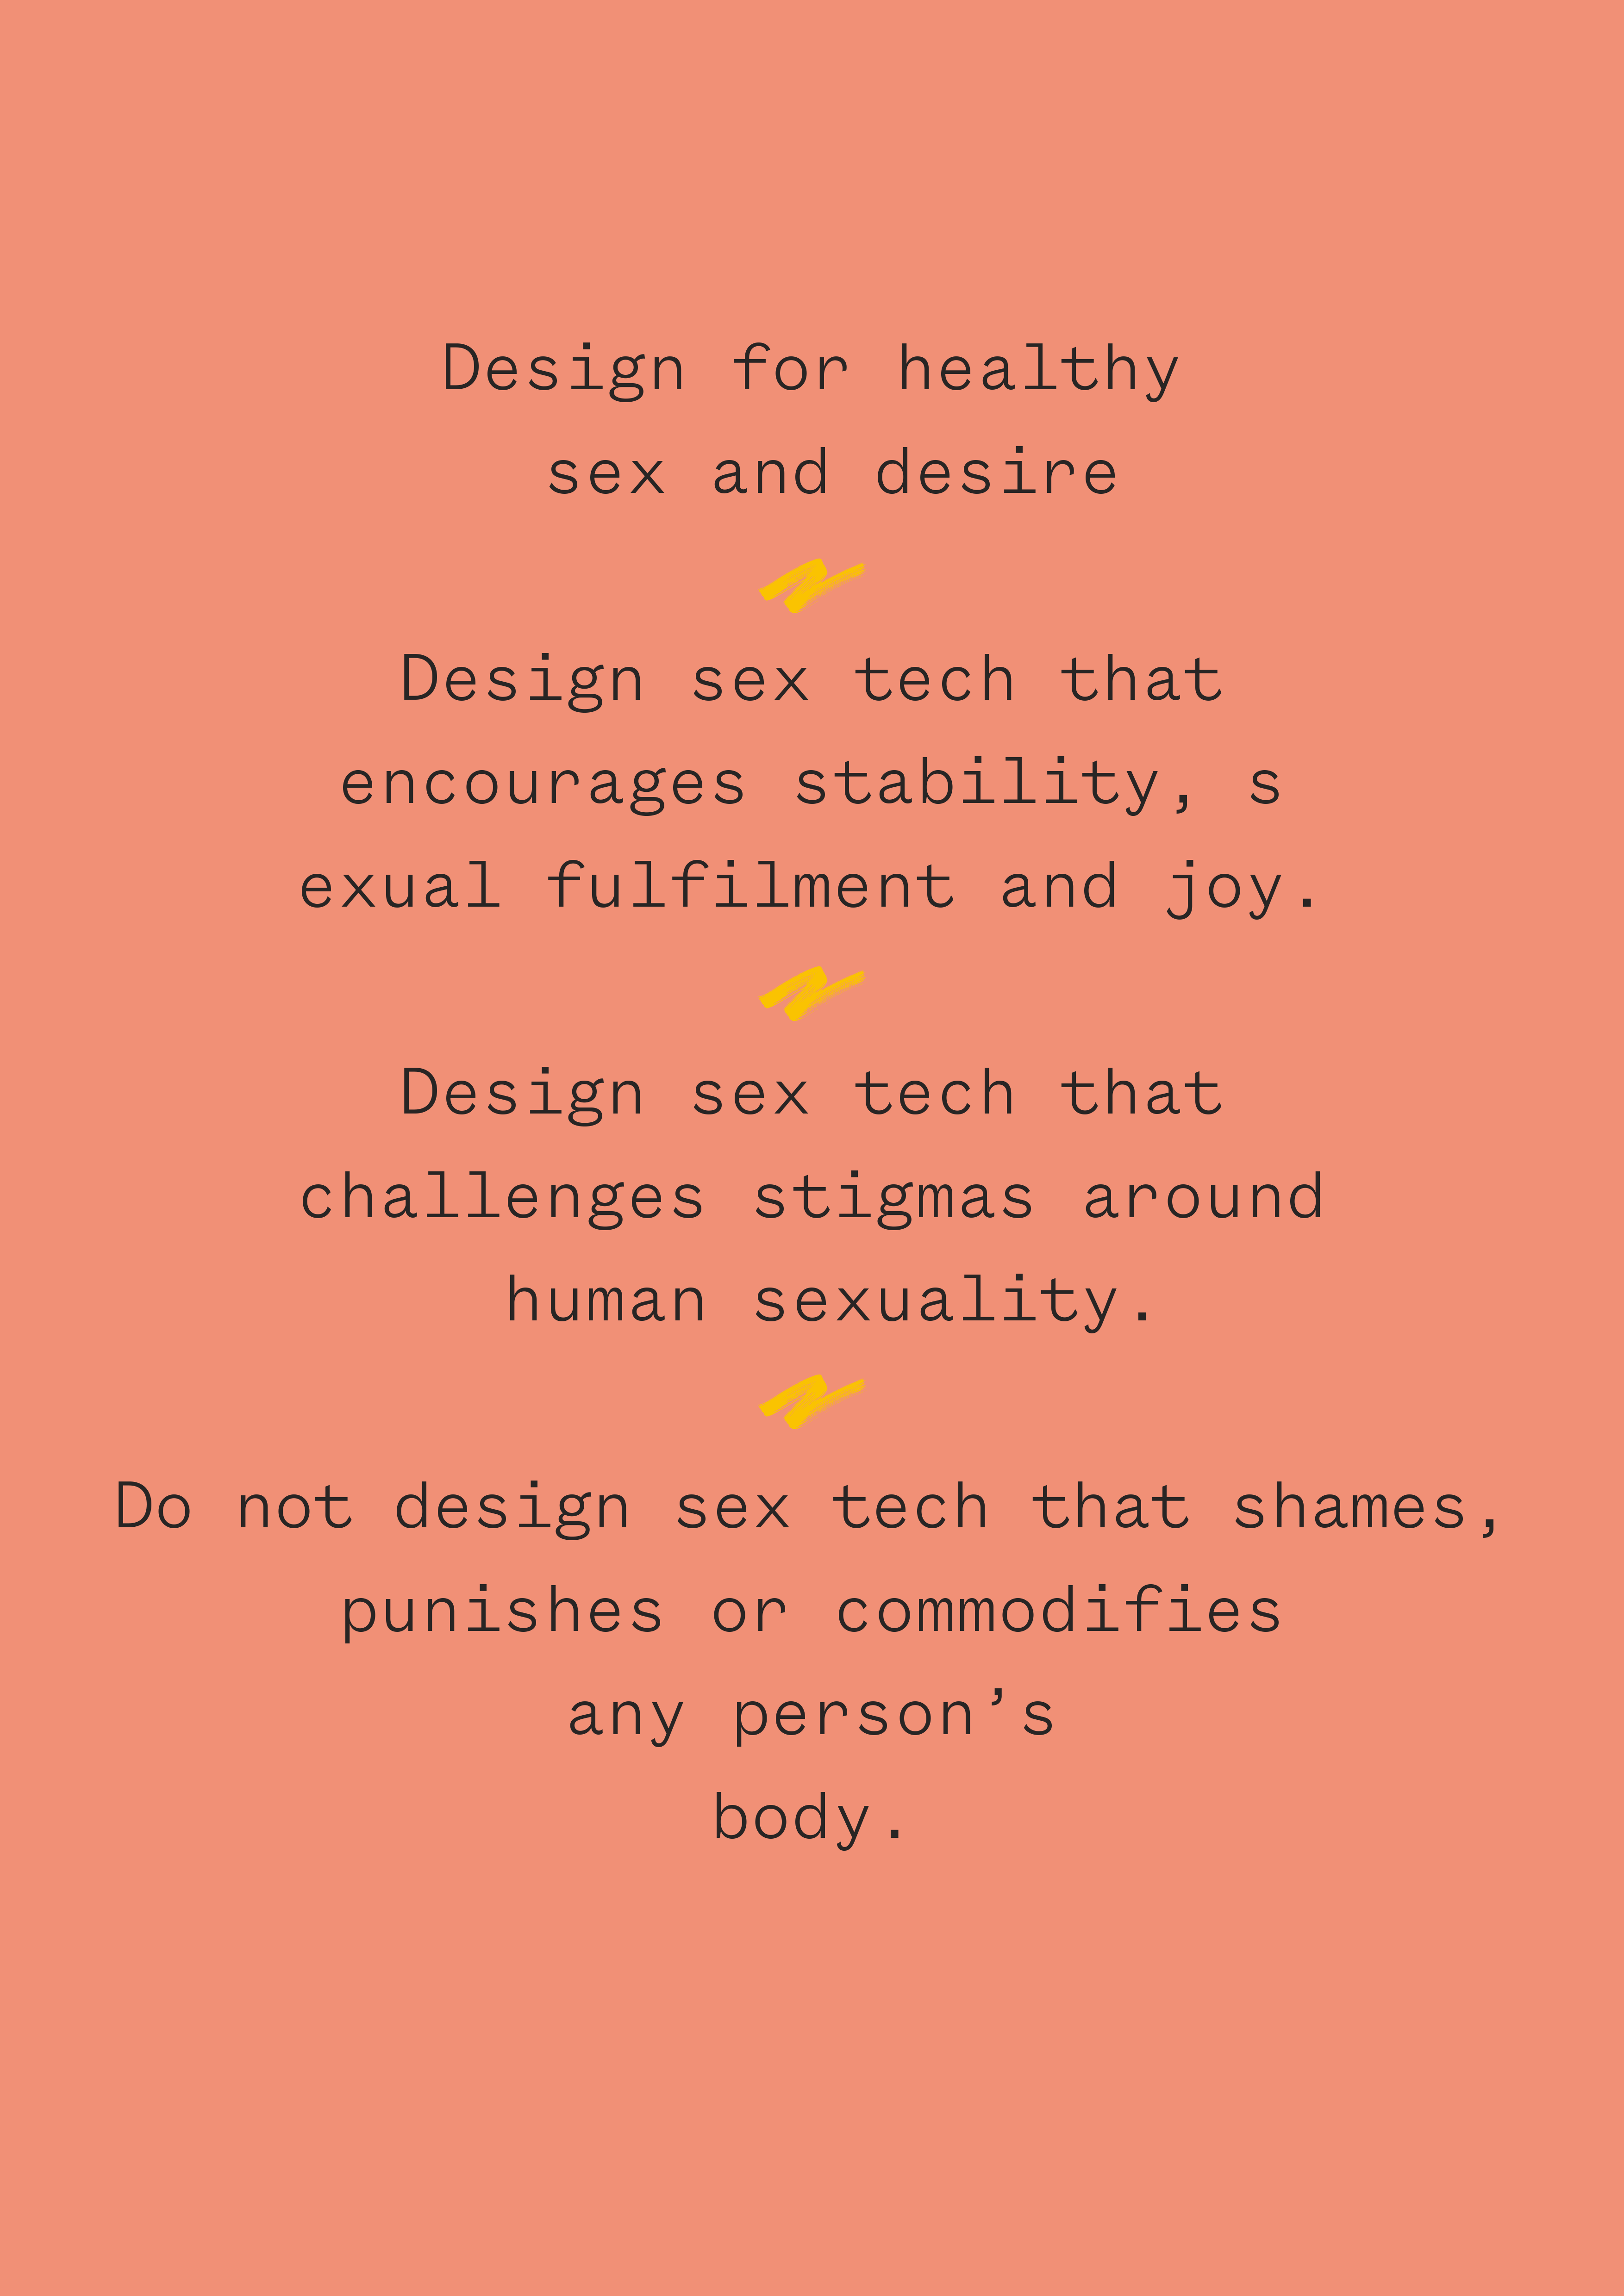 Design for healthy
sex and desire
Design sex tech that
encourages stability, s
exual fulfilment and joy.
Design sex tech that
challenges stigmas around
human sexuality.
Do not design sex tech that shames,
punishes or commodifies
any person’s
body.